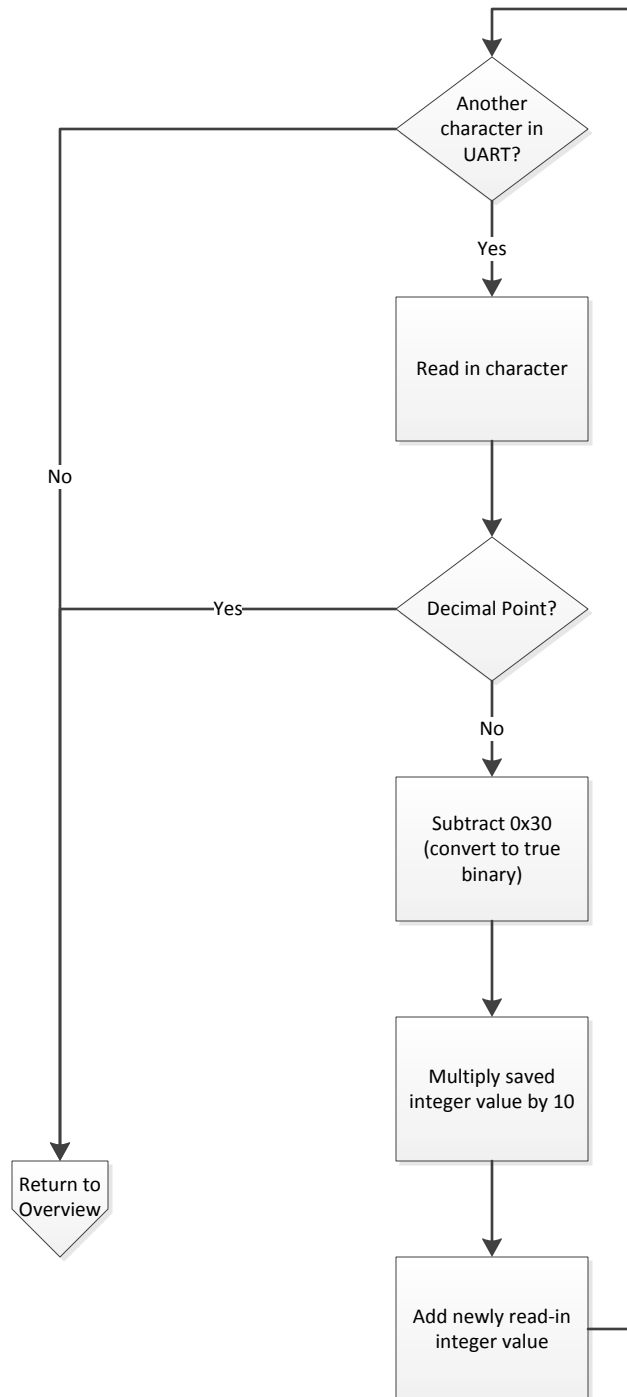 Another
character in
UART?
Yes
Read in character
No
Yes
Decimal Point?
No
Subtract 0x30
(convert to true
binary)
Multiply saved
integer value by 10
Return to
Overview
Add newly read-in
integer value